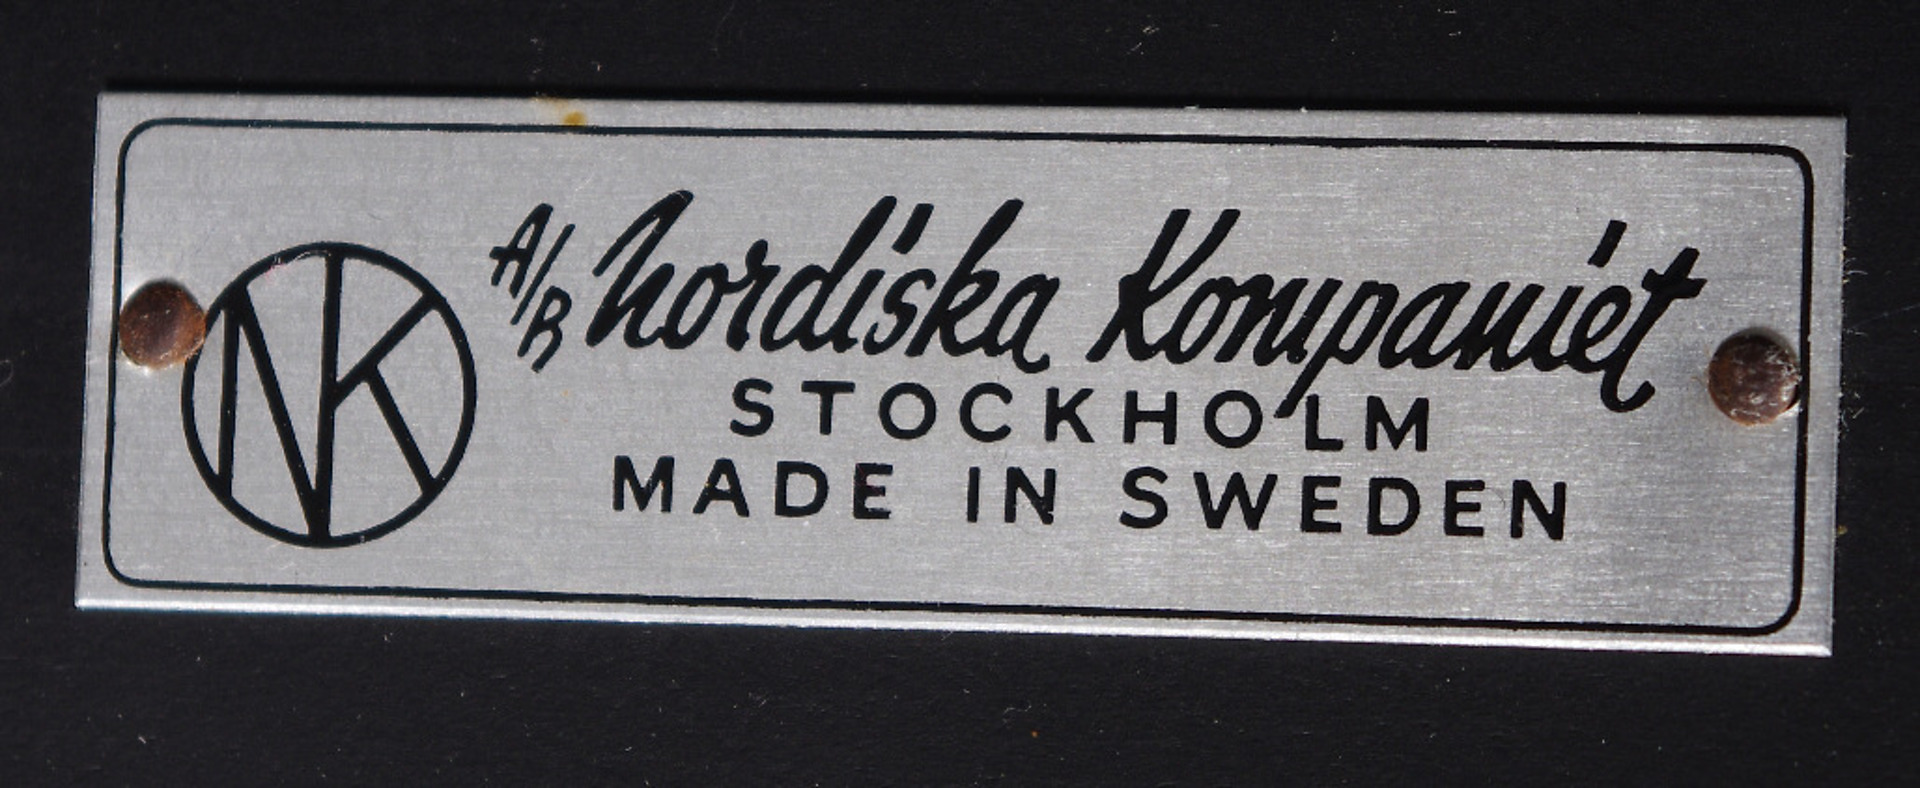 NK
A/B Nordiska Kompaniet
STOCKHOLM
MADE IN SWEDEN